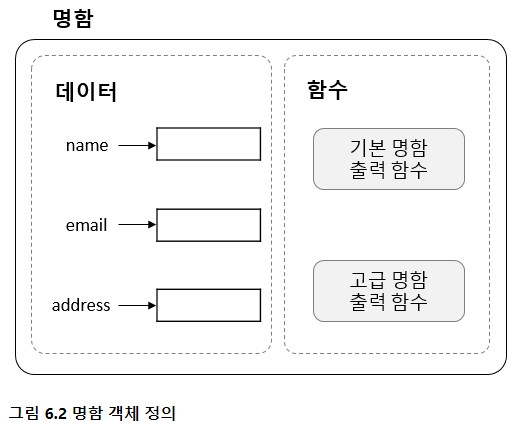 명함
데이터
함수
name
기본 명함
출력 함수
email
고급 명함
출력 함수
address
그림 6.2 명함 객체 정의